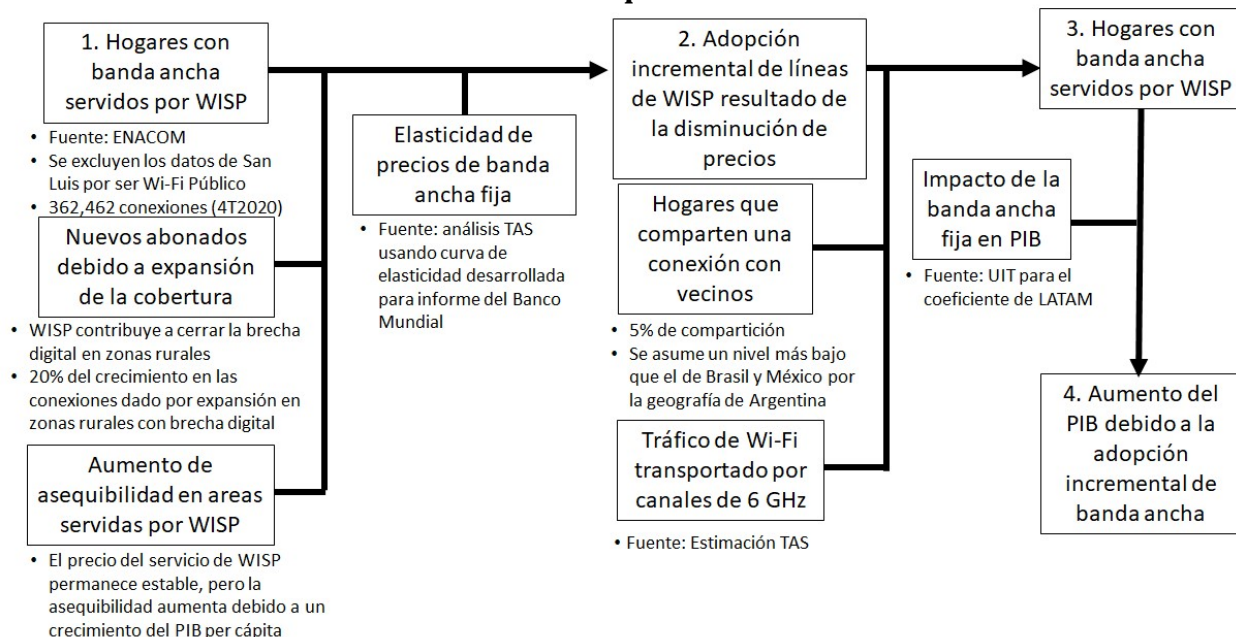 1. Hogares con
banda ancha
servidos por WISP
• Fuente: ENACOM
• Se excluyen los datos de San
Luis por ser Wi-Fi Público
• 362,462 conexiones (4T2020)
Nuevos abonados
debido a expansión
de la cobertura
• WISP contribuye a cerrar la brecha
digital en zonas rurales
• 20% del crecimiento en las
conexiones dado por expansión en
zonas rurales con brecha digital
Aumento de
asequibilidad en areas
servidas por WISP
• El precio del servicio de WISP
permanece estable, pero la
asequibilidad aumenta debido a un
crecimiento del PIB per cápita
Elasticidad de
precios de banda
ancha fija
• Fuente: análisis TAS
usando curva de
elasticidad desarrollada
para informe del Banco
Mundial
2. Adopción
incremental de líneas
de WISP resultado de
la disminución de
precios
Hogares que
comparten una
conexión con
vecinos
• 5% de compartición
• Se asume un nivel más bajo
que el de Brasil y México por
la geografía de Argentina
Tráfico de Wi-Fi
transportado por
canales de 6 GHz
• Fuente: Estimación TAS
Impacto de la
banda ancha
fija en PIB
• Fuente: UIT para el
coeficiente de LATAM
3. Hogares con
banda ancha
servidos por WISP
4. Aumento del
PIB debido a la
adopción
incremental de
banda ancha